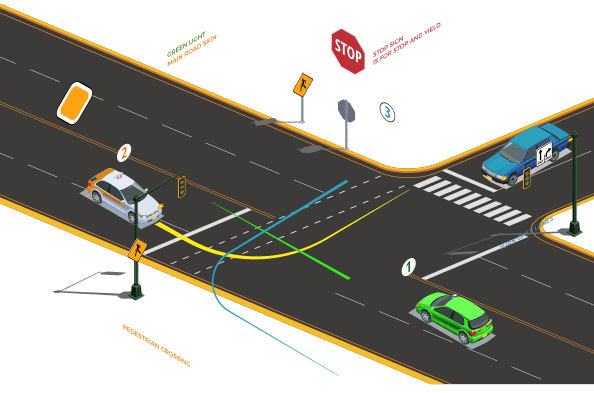 GREEN LIGHT
MAIN ROAD SIGN
STOP
STOP SIGN
IS FOR STOP AND YIELD
3
2
1
PEDESTRIAN CROSSING